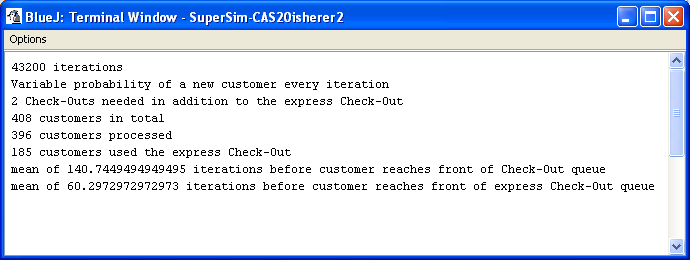 BlueJ: Terminal Window - SuperSim-CAS20isherer2
Options
43200 iterations
Variable probability of a new customer every iteration
2 Check-Outs needed in addition to the express Check-Out
408 customers in total
396 customers processed
185 customers used the express Check-Out
mean of 140.7449494949495 iterations before customer reaches front of Check-Out queue
mean of 60.2972972972973 iterations before customer reaches front of express Check-Out queue